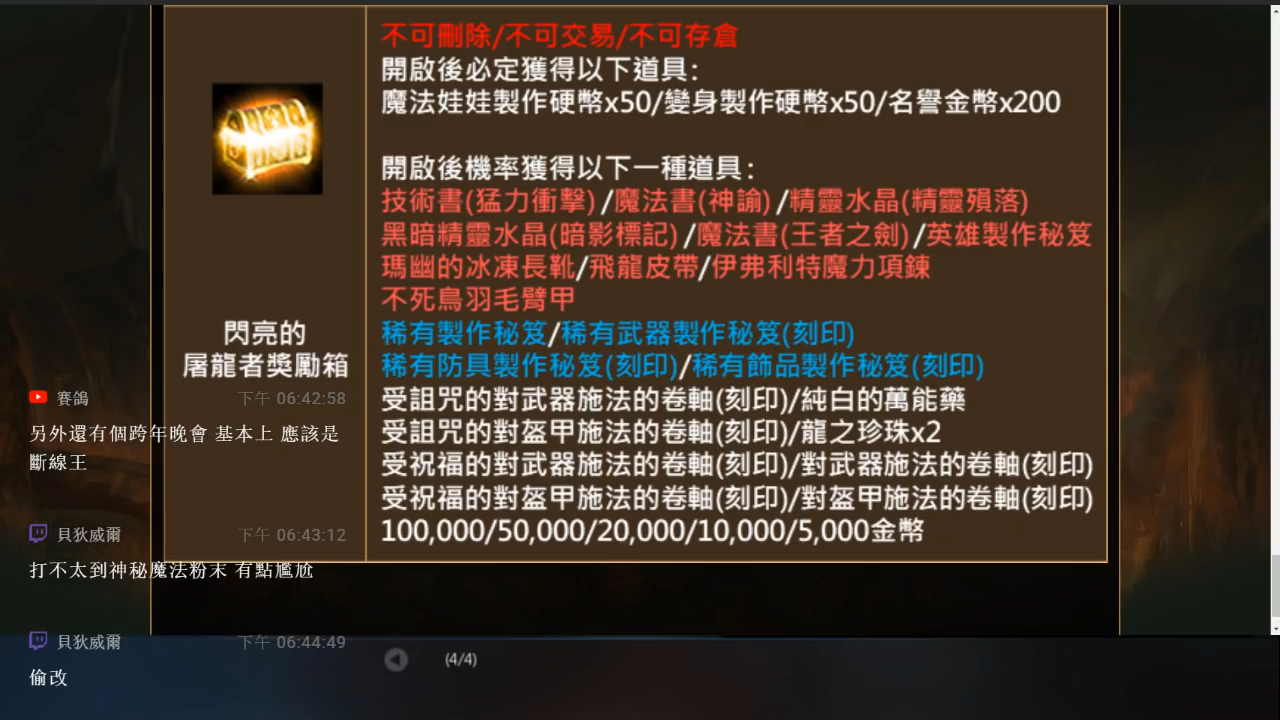 不可刪除/不可交易/不可存倉
開啟後必定獲得以下道具:
魔法娃娃製作硬幣x50/變身製作硬幣x50/名譽金幣x200
開啟後機率獲得以下一種道具:
技術書(猛力衝擊)/魔法書(神諭)/精靈水晶(精靈殞落)
黑暗精靈水晶(暗影標記)/魔法書(王者之劍)/英雄製作秘笈
瑪幽的冰凍長靴/飛龍皮帶/伊弗利特魔力項鍊
不死鳥羽毛臂甲
閃亮的
屠龍者獎勵箱
稀有製作秘笈/稀有武器製作秘笈(刻印)
稀有防具製作秘笈(刻印)/稀有飾品製作秘笈(刻印)
受詛咒的對武器施法的卷軸(刻印)/純白的萬能藥
受詛咒的對盔甲施法的卷軸(刻印)/龍之珍珠x2
受祝福的對武器施法的卷軸(刻印)/對武器施法的卷軸(刻印)
受祝福的對盔甲施法的卷軸(刻印)/對盔甲施法的卷軸(刻印)
100,000/50,000/20,000/10,000/5,000金幣
賽鴿 下午 06:42:58
另外還有個跨年晚會 基本上 應該是
斷線王
貝狄威爾 下午 06:43:12
打不太到神秘魔法粉末 有點尷尬
貝狄威爾 下午 06:44:49
偷改
(4/4)